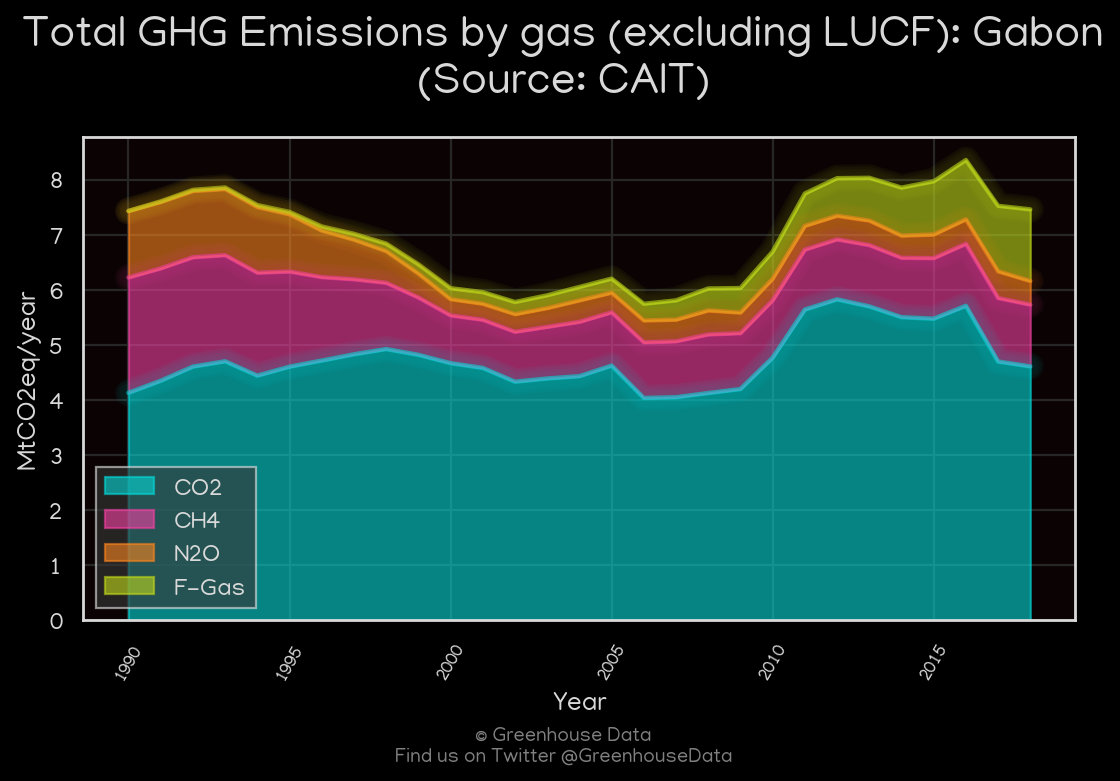 Total GHG Emissions by gas (excluding LUCF): Gabon
(Source: CAIT)
MtCO2eq/year
8
7
6
5
4
3
2
1
0
CO2
CH4
N2O
F-Gas
1990
1995
2000
2005
2010
2015
Year
© Greenhouse Data
Find us on Twitter @GreenhouseData